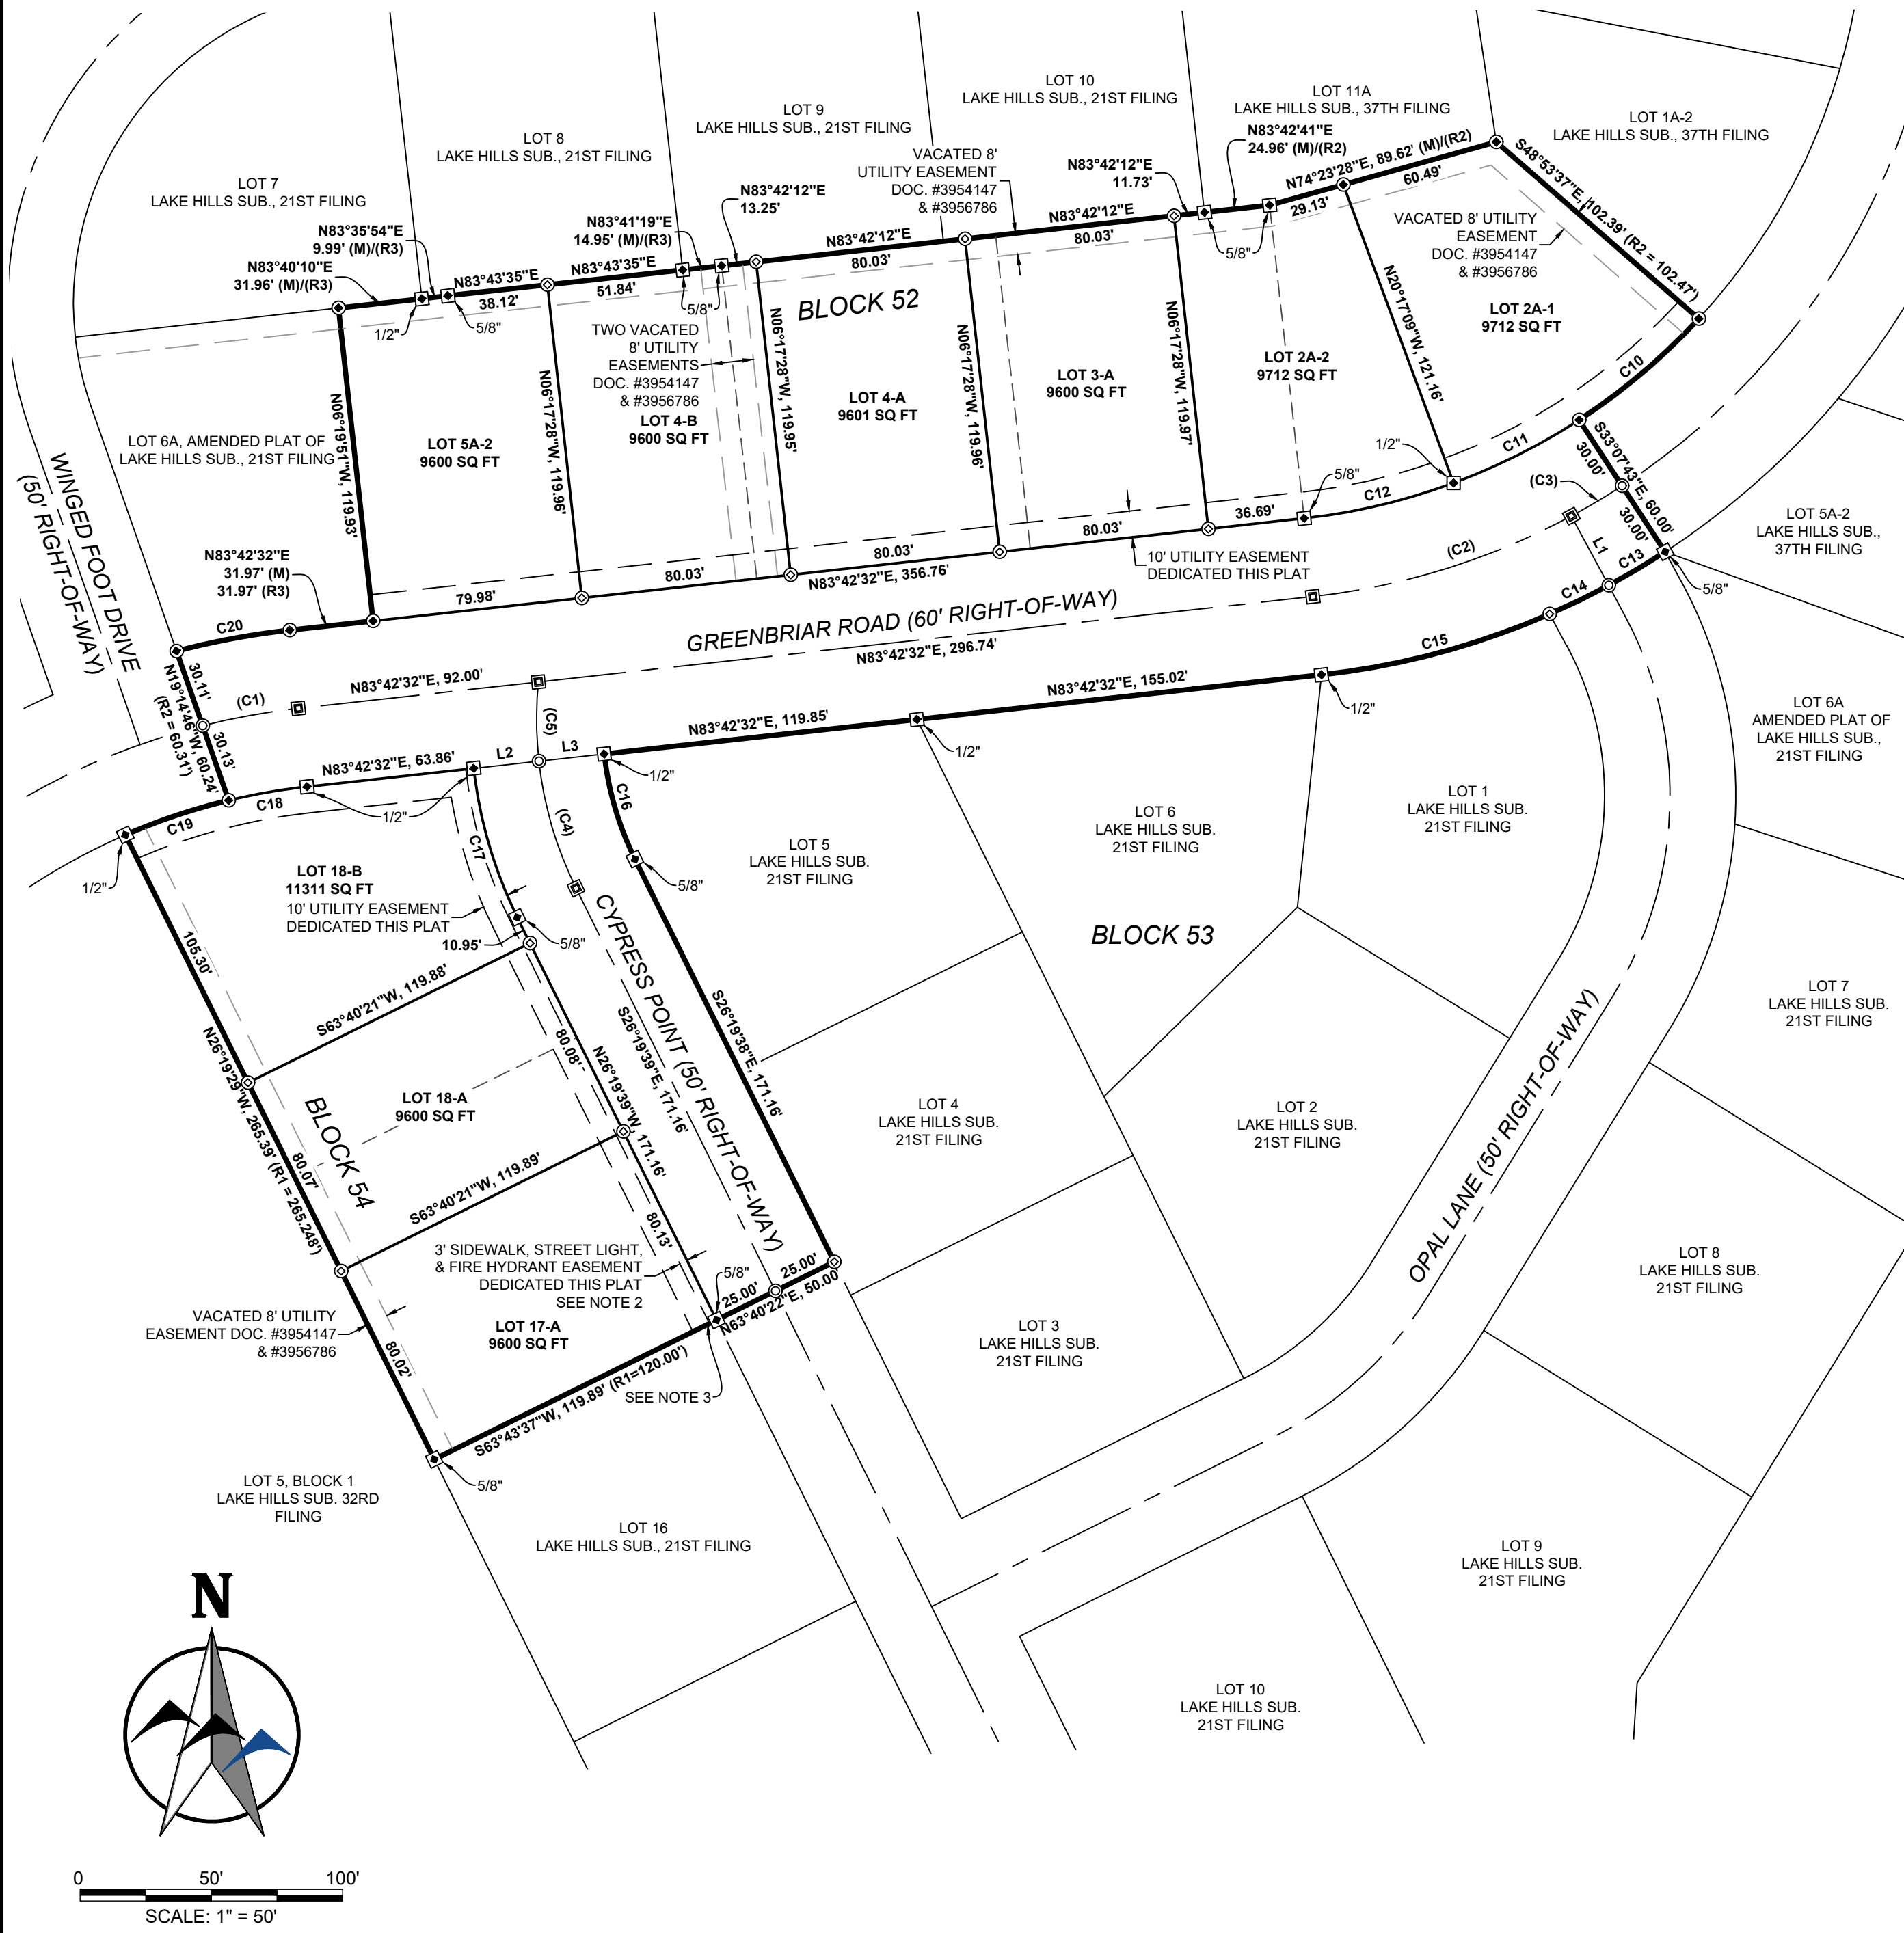 LOT 7
LAKE HILLS SUB., 21ST FILING
LOT 8
LAKE HILLS SUB., 21ST FILING
LOT 9
LAKE HILLS SUB., 21ST FILING
LOT 10
LAKE HILLS SUB., 21ST FILING
LOT 11A
LAKE HILLS SUB., 37TH FILING
LOT 1A-2
LAKE HILLS SUB., 37TH FILING
N83°40'10"E
31.96' (M)/(R3)
N83°35'54"E
9.99' (M)/(R3)
1/2"
5/8"
N83°43'35"E
38.12'
N83°43'35"E
51.84'
N83°41'19"E
14.95' (M)/(R3)
5/8"
N83°42'12"E
13.25'
N83°42'12"E
80.03'
VACATED 8'
UTILITY EASEMENT
DOC. #3954147
& #3956786
N83°42'12"E
80.03'
N83°42'12"E
11.73'
N83°42'41"E
24.96' (M)/(R2)
5/8"
N74°23'28"E, 89.62' (M)/(R2)
29.13'
60.49'
S48°53'37"E, 102.39' (R2 = 102.47')
VACATED 8' UTILITY
EASEMENT
DOC. #3954147
& #3956786
BLOCK 52
TWO VACATED
8' UTILITY
EASEMENTS
DOC. #3954147
& #3956786
LOT 6A, AMENDED PLAT OF
LAKE HILLS SUB., 21ST FILING
N06°19'51"W, 119.93'
LOT 5A-2
9600 SQ FT
N06°17'28"W, 119.96'
LOT 4-B
9600 SQ FT
N06°17'28"W, 119.95'
LOT 4-A
9601 SQ FT
N06°17'28"W, 119.96'
LOT 3-A
9600 SQ FT
N06°17'28"W, 119.97'
LOT 2A-2
9712 SQ FT
N20°17'09"W, 121.16'
LOT 2A-1
9712 SQ FT
C10
C11
C12
1/2"
5/8"
S33°07'43"E, 60.00'
30.00'
30.00'
(C3)
(C2)
L1
C13
C14
5/8"
C15
LOT 5A-2
LAKE HILLS SUB.,
37TH FILING
LOT 6A
AMENDED PLAT OF
LAKE HILLS SUB.,
21ST FILING
WINGED FOOT DRIVE
(50' RIGHT-OF-WAY)
N83°42'32"E
31.97' (M)
31.97' (R3)
C20
79.98'
80.03'
80.03'
80.03'
36.69'
N83°42'32"E, 356.76'
10' UTILITY EASEMENT
DEDICATED THIS PLAT
GREENBRIAR ROAD (60' RIGHT-OF-WAY)
N83°42'32"E, 296.74'
N83°42'32"E, 92.00'
(C1)
30.11'
30.13'
N19°14'46"W, 60.24'
(R2 = 60.31')
(C5)
N83°42'32"E, 63.86'
L2
L3
N83°42'32"E, 119.85'
N83°42'32"E, 155.02'
1/2"
1/2"
1/2"
C18
C19
1/2"
1/2"
C17
(C4)
C16
5/8"
LOT 18-B
11311 SQ FT
10' UTILITY EASEMENT
DEDICATED THIS PLAT
10.95'
5/8"
105.30'
S63°40'21"W, 119.88'
N26°19'29"W, 265.39' (R1 = 265.248')
80.07'
80.02'
LOT 18-A
9600 SQ FT
80.08'
N26°19'39"W, 171.16'
80.13'
S63°40'21"W, 119.89'
BLOCK 54
CYPRESS POINT (50' RIGHT-OF-WAY)
S26°19'39"E, 171.16'
S26°19'38"E, 171.16'
3' SIDEWALK, STREET LIGHT,
& FIRE HYDRANT EASEMENT
DEDICATED THIS PLAT
SEE NOTE 2
5/8"
25.00'
25.00'
N63°40'22"E, 50.00'
LOT 17-A
9600 SQ FT
VACATED 8' UTILITY
EASEMENT DOC. #3954147
& #3956786
S63°43'37"W, 119.89' (R1=120.00')
SEE NOTE 3
5/8"
LOT 5
LAKE HILLS SUB.
21ST FILING
LOT 6
LAKE HILLS SUB.
21ST FILING
LOT 1
LAKE HILLS SUB.
21ST FILING
BLOCK 53
LOT 4
LAKE HILLS SUB.
21ST FILING
LOT 2
LAKE HILLS SUB.
21ST FILING
LOT 3
LAKE HILLS SUB.
21ST FILING
OPAL LANE (50' RIGHT-OF-WAY)
LOT 7
LAKE HILLS SUB.
21ST FILING
LOT 8
LAKE HILLS SUB.
21ST FILING
LOT 9
LAKE HILLS SUB.
21ST FILING
LOT 10
LAKE HILLS SUB.
21ST FILING
LOT 5, BLOCK 1
LAKE HILLS SUB. 32RD
FILING
LOT 16
LAKE HILLS SUB., 21ST FILING
N
0 50' 100'
SCALE: 1" = 50'